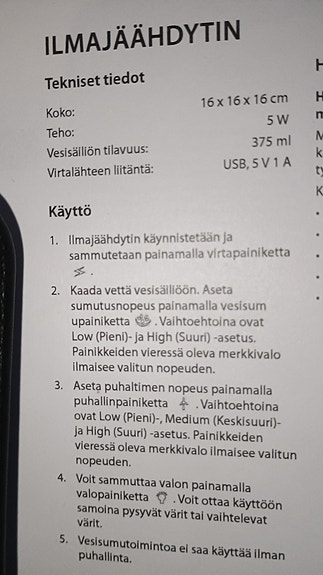 ILMAJÄÄHDYTIN
Tekniset tiedot
Koko: 16 x 16 x 16 cm
Teho: 5 W
Vesisäiliön tilavuus: 375 ml
Virtalähteen liitäntä: USB, 5 V 1 A
Käyttö
1. Ilmajäähdytin käynnistetään ja
sammutetaan painamalla virtapainiketta
.
2. Kaada vettä vesisäiliöön. Aseta
sumutusnopeus painamalla vesisum
upainiketta . Vaihtoehtoina ovat
Low (Pieni)- ja High (Suuri) -asetus.
Painikkeiden vieressä oleva merkkivalo
ilmaisee valitun nopeuden.
3. Aseta puhaltimen nopeus painamalla
puhallinpainiketta . Vaihtoehtoina
ovat Low (Pieni), Medium (Keskisuuri)-
ja High (Suuri) -asetus. Painikkeiden
vieressä oleva merkkivalo ilmaisee valitun
nopeuden.
4. Voit sammuttaa valon painamalla
valopainiketta . Voit ottaa käyttöön
samoina pysyvät värit tai vaihtelevat
värit.
5. Vesisumutoimintoa ei saa käyttää ilman
puhallinta.